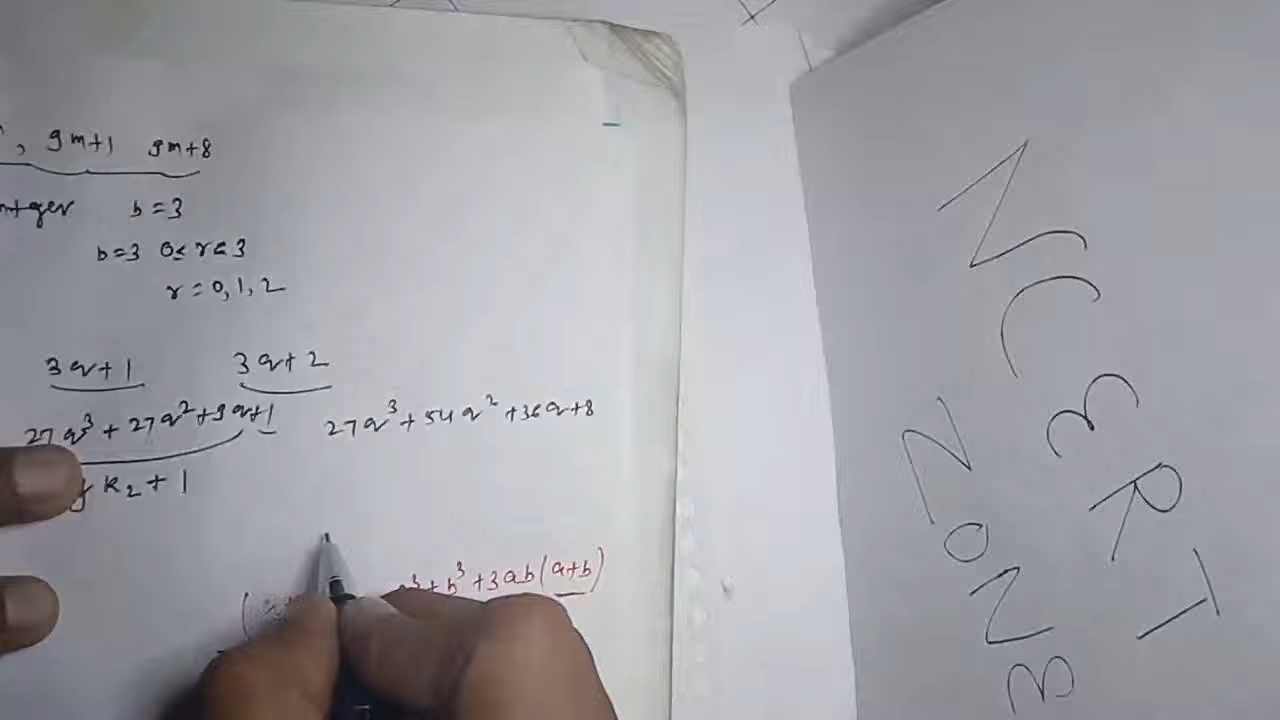 , 9m+1 9m+8
nteger b=3
b=3 0≤r<3
r=0,1,2
3q+1 3q+2
27q³+27q²+9q+1 27q³+54q²+36q+8
k₂+1
+b³+3ab(a+b)
NCERT
ZONE